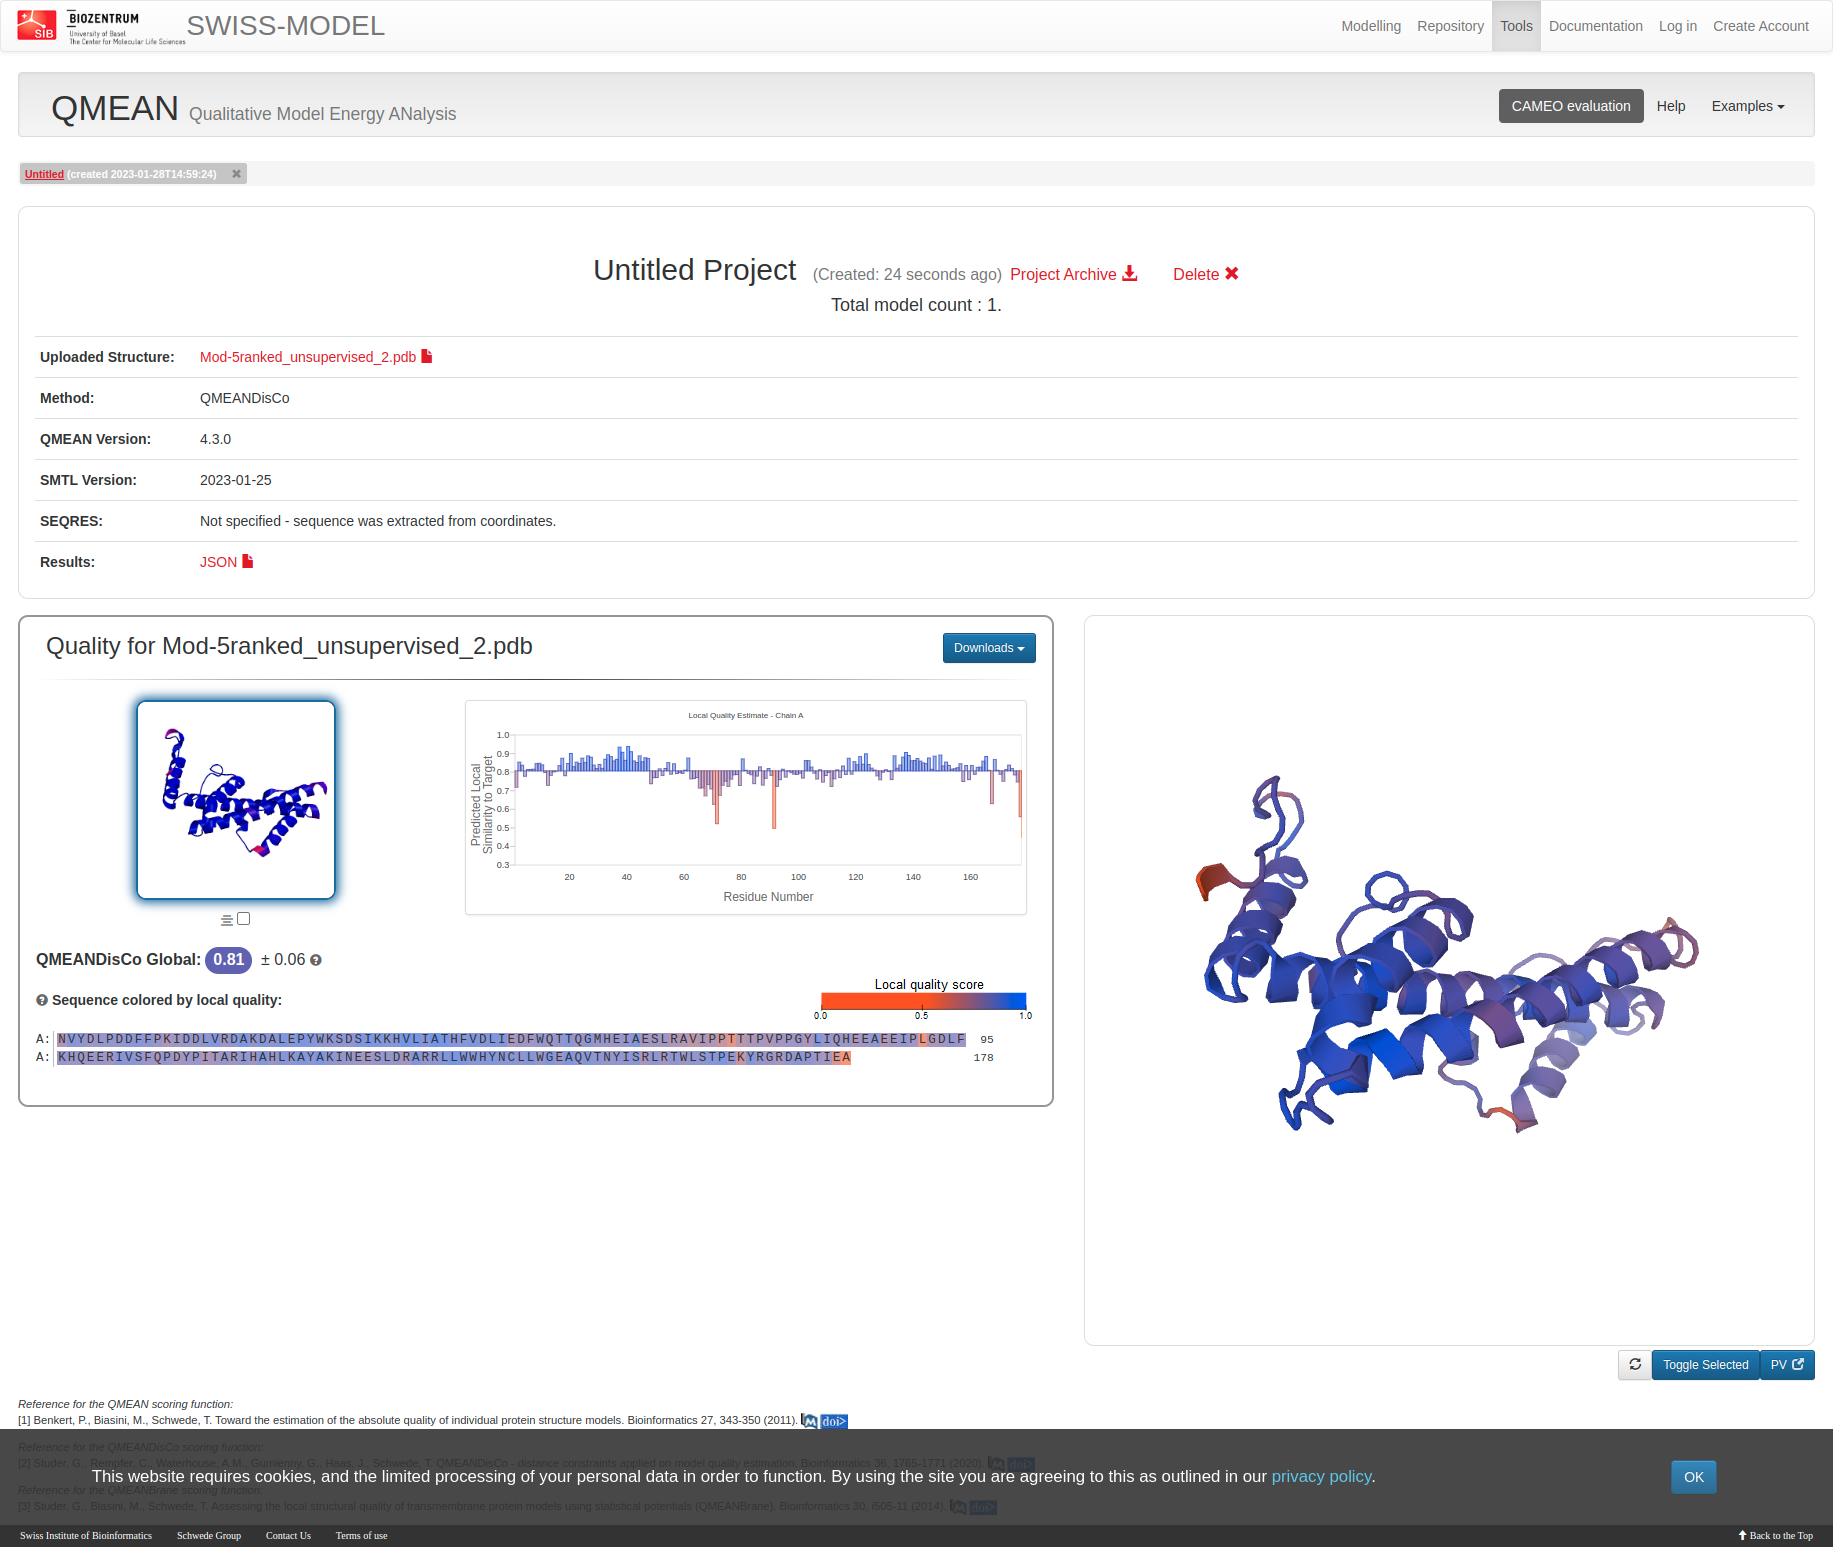 SIB
BIOZENTRUM
University of Basel
The Center for Molecular Life Sciences
SWISS-MODEL
Modelling Repository Tools Documentation Log in Create Account
QMEAN Qualitative Model Energy ANalysis
CAMEO evaluation Help Examples
Untitled (created 2023-01-28T14:59:24)
Untitled Project (Created: 24 seconds ago) Project Archive Delete
Total model count : 1.
Uploaded Structure: Mod-5ranked_unsupervised_2.pdb
Method: QMEANDisCo
QMEAN Version: 4.3.0
SMTL Version: 2023-01-25
SEQRES: Not specified - sequence was extracted from coordinates.
Results: JSON
Quality for Mod-5ranked_unsupervised_2.pdb
Downloads
Local Quality Estimate - Chain A
Predicted Local
Similarity to Target
1.0
0.9
0.8
0.7
0.6
0.5
0.4
0.3
20 40 60 80 100 120 140 160
Residue Number
QMEANDisCo Global: 0.81 ± 0.06
Sequence colored by local quality:
Local quality score
0.0 0.5 1.0
A: NVYDLPDDFFPKIDDLVRDAKDALEPYWKSDSIKKHVLIATHFVDLIEDFWQTTQGMHEIAESLRAVIPPTTTPVPPGYLIQHEEAEEIPLGDLF 95
A: KHQEERIVSFQPDYPITARIHAHLKAYAKINEESLDRARRLLWWHYNCLLWGEAQVTNYISRLRTWLSTPEKYRGRDAPTIEA 178
Toggle Selected PV
Reference for the QMEAN scoring function:
[1] Benkert, P., Biasini, M., Schwede, T. Toward the estimation of the absolute quality of individual protein structure models. Bioinformatics 27, 343-350 (2011). M doi>
Reference for the QMEANDisCo scoring function:
[2] Studer, G., Rempfer, C., Waterhouse, A.M., Gumienny, G., Haas, J., Schwede, T. QMEANDisCo - distance constraints applied on model quality estimation. Bioinformatics 36, 1765-1771 (2020). M doi>
This website requires cookies, and the limited processing of your personal data in order to function. By using the site you are agreeing to this as outlined in our privacy policy. OK
Reference for the QMEANBrane scoring function:
[3] Studer, G., Biasini, M., Schwede, T. Assessing the local structural quality of transmembrane protein models using statistical potentials (QMEANBrane). Bioinformatics 30, i505-11 (2014). M doi>
Swiss Institute of Bioinformatics Schwede Group Contact Us Terms of use Back to the Top